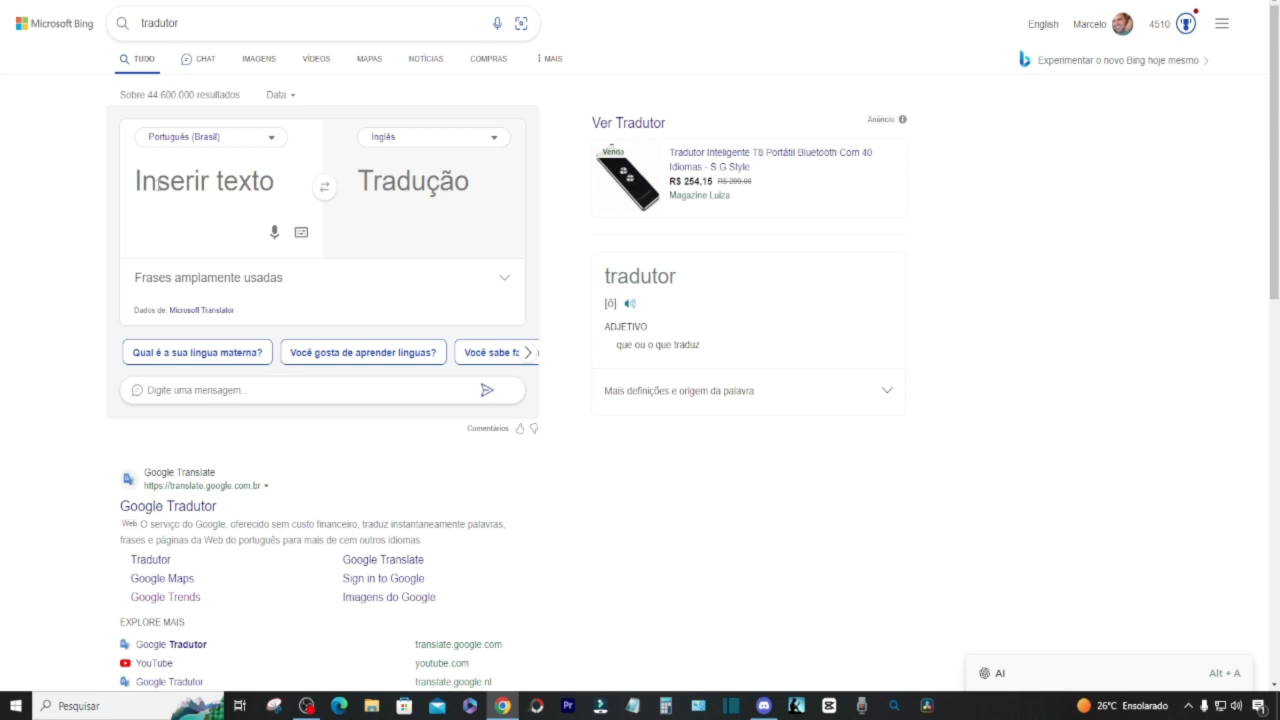 Microsoft Bing
tradutor
English
Marcelo
4510
TUDO
CHAT
IMAGENS
VÍDEOS
MAPAS
NOTÍCIAS
COMPRAS
MAIS
Experimentar o novo Bing hoje mesmo
Sobre 44.600.000 resultados
Data
Português (Brasil)
Inglês
Inserir texto
Tradução
Frases amplamente usadas
Dados de: Microsoft Translator
Qual é a sua língua materna?
Você gosta de aprender línguas?
Você sabe
Digite uma mensagem...
Comentários
Ver Tradutor
Anúncio
Venda
Tradutor Inteligente T8 Portátil Bluetooth Com 40
Idiomas - S.G Style
R$ 254,15 R$ 299,00
Magazine Luiza
tradutor
[ô]
ADJETIVO
que ou o que traduz
Mais definições e origem da palavra
Google Translate
https://translate.google.com.br
Google Tradutor
Web O serviço do Google, oferecido sem custo financeiro, traduz instantaneamente palavras,
frases e páginas da Web do português para mais de cem outros idiomas.
Tradutor
Google Translate
Google Maps
Sign in to Google
Google Trends
Imagens do Google
EXPLORE MAIS
Google Tradutor
translate.google.com
YouTube
youtube.com
Google Tradutor
translate.google.nl
AI
Alt + A
Pesquisar
26°C Ensolarado